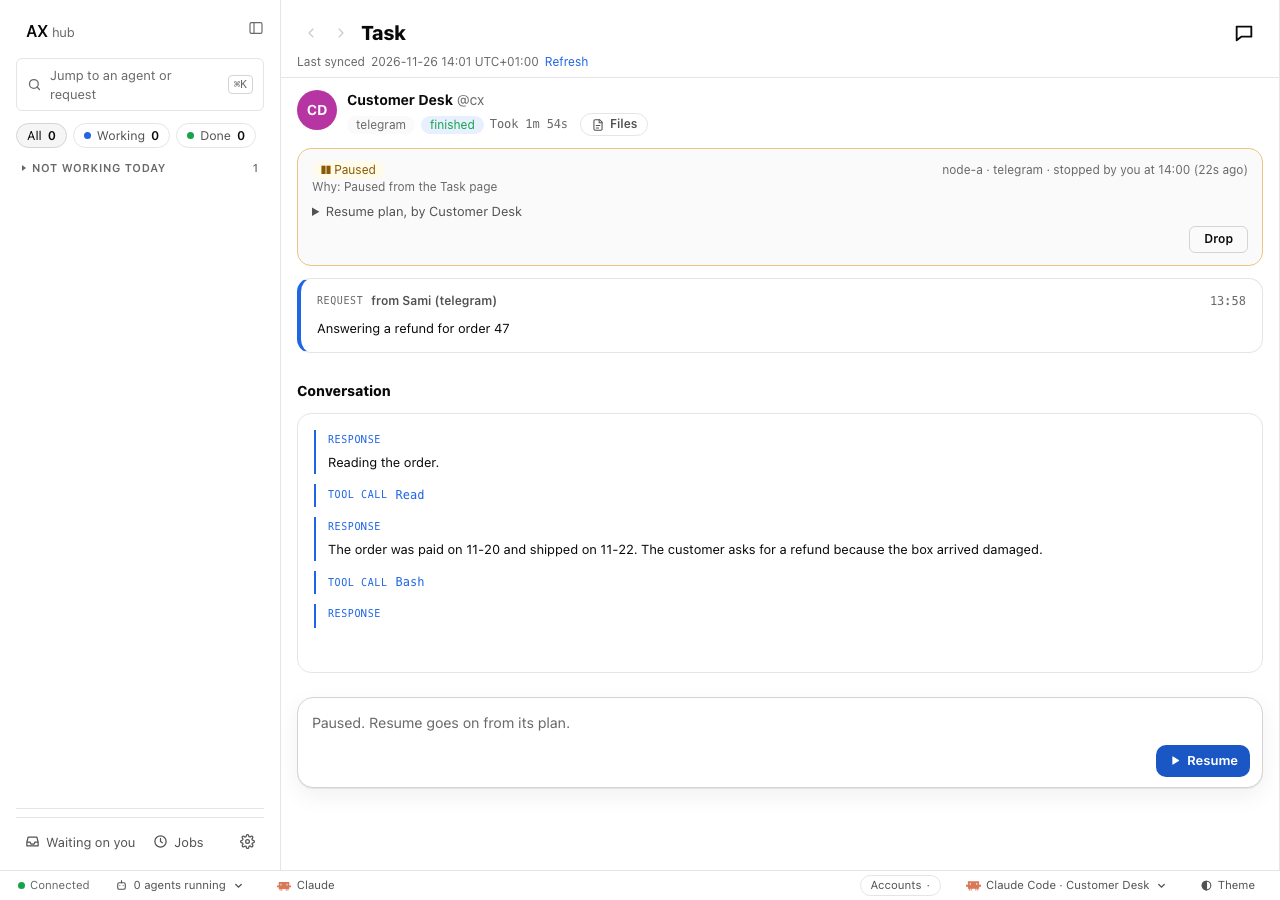 AX hub
Jump to an agent or request
⌘K
All 0
Working 0
Done 0
NOT WORKING TODAY 1
Waiting on you
Jobs
Task
Last synced 2026-11-26 14:01 UTC+01:00 Refresh
CD
Customer Desk @cx
telegram finished Took 1m 54s Files
Paused
node-a · telegram · stopped by you at 14:00 (22s ago)
Why: Paused from the Task page
Resume plan, by Customer Desk
Drop
REQUEST from Sami (telegram) 13:58
Answering a refund for order 47
Conversation
RESPONSE
Reading the order.
TOOL CALL Read
RESPONSE
The order was paid on 11-20 and shipped on 11-22. The customer asks for a refund because the box arrived damaged.
TOOL CALL Bash
RESPONSE
Paused. Resume goes on from its plan.
Resume
Connected
0 agents running
Claude
Accounts ·
Claude Code · Customer Desk
Theme